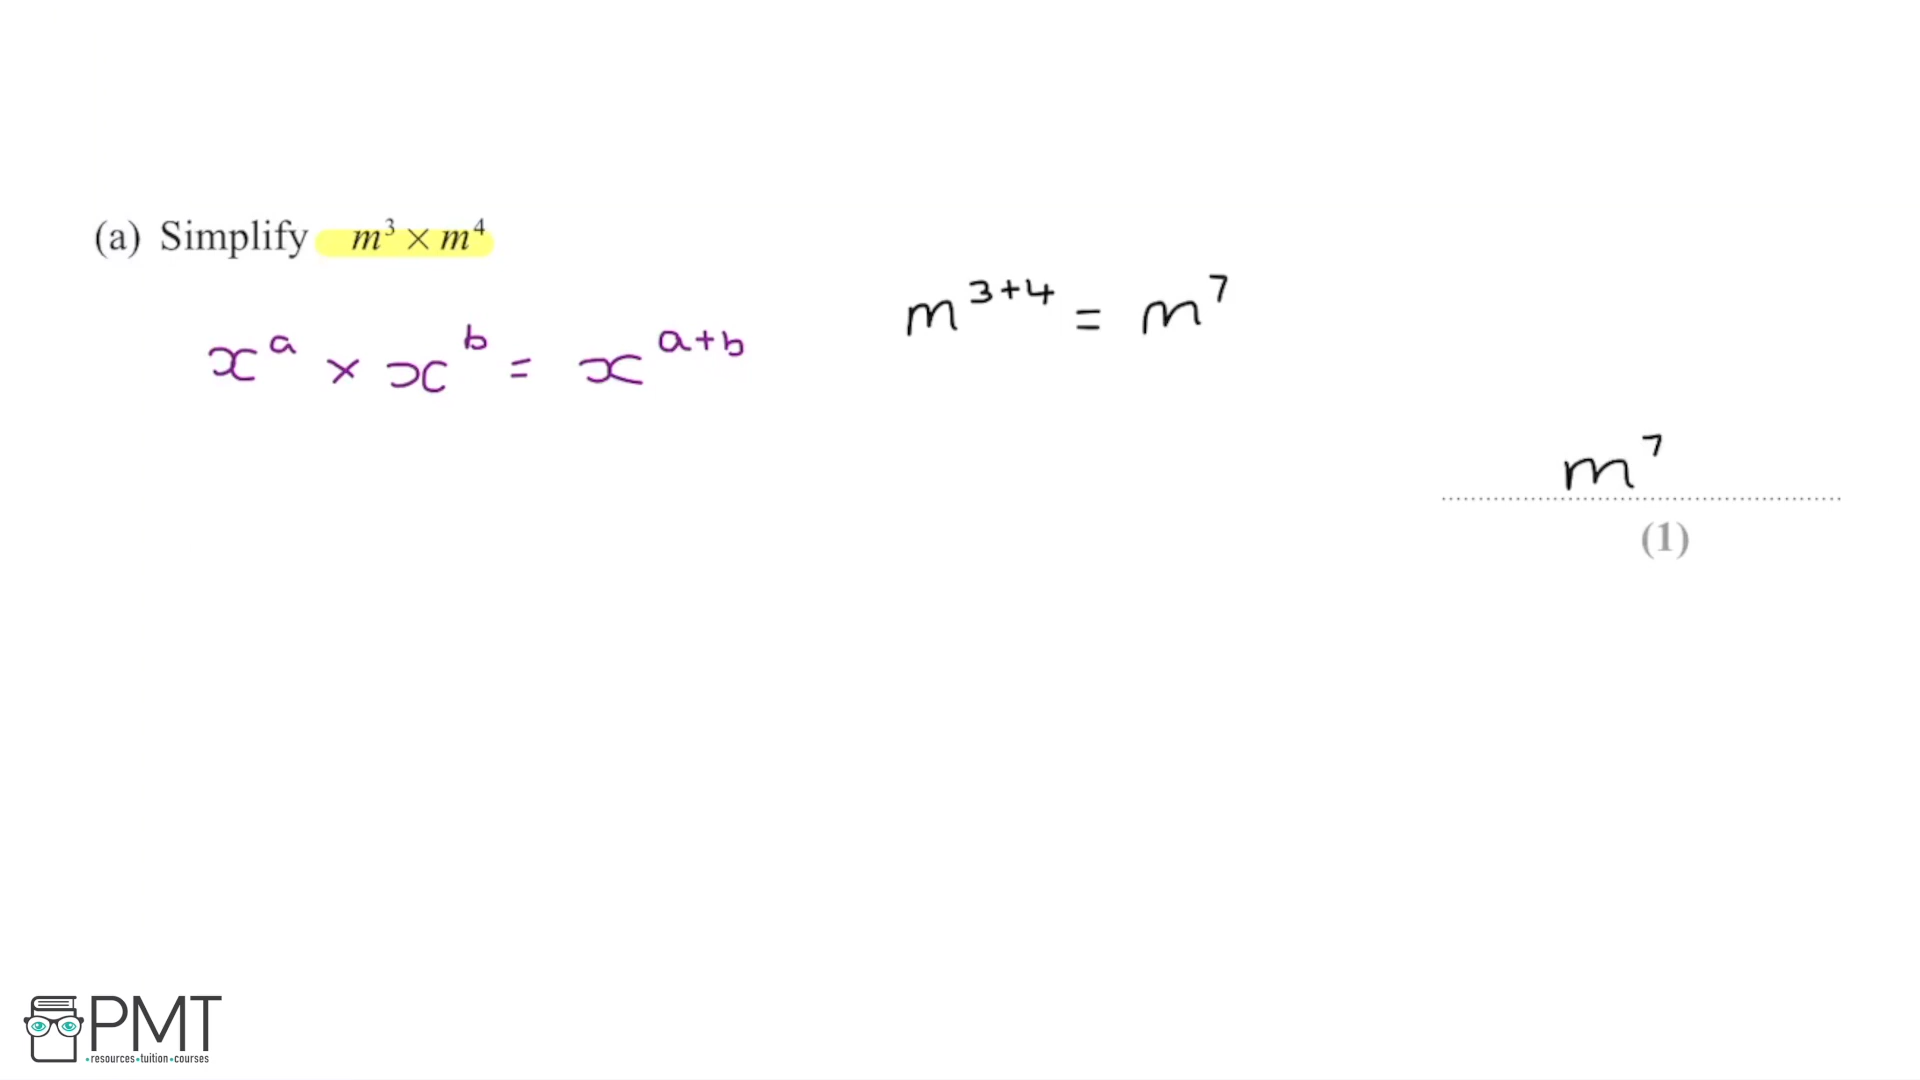 (a) Simplify m³ × m⁴
m³⁺⁴ = m⁷
xᵃ × xᵇ = xᵃ⁺ᵇ
m⁷
(1)
PMT
•resources•tuition•courses